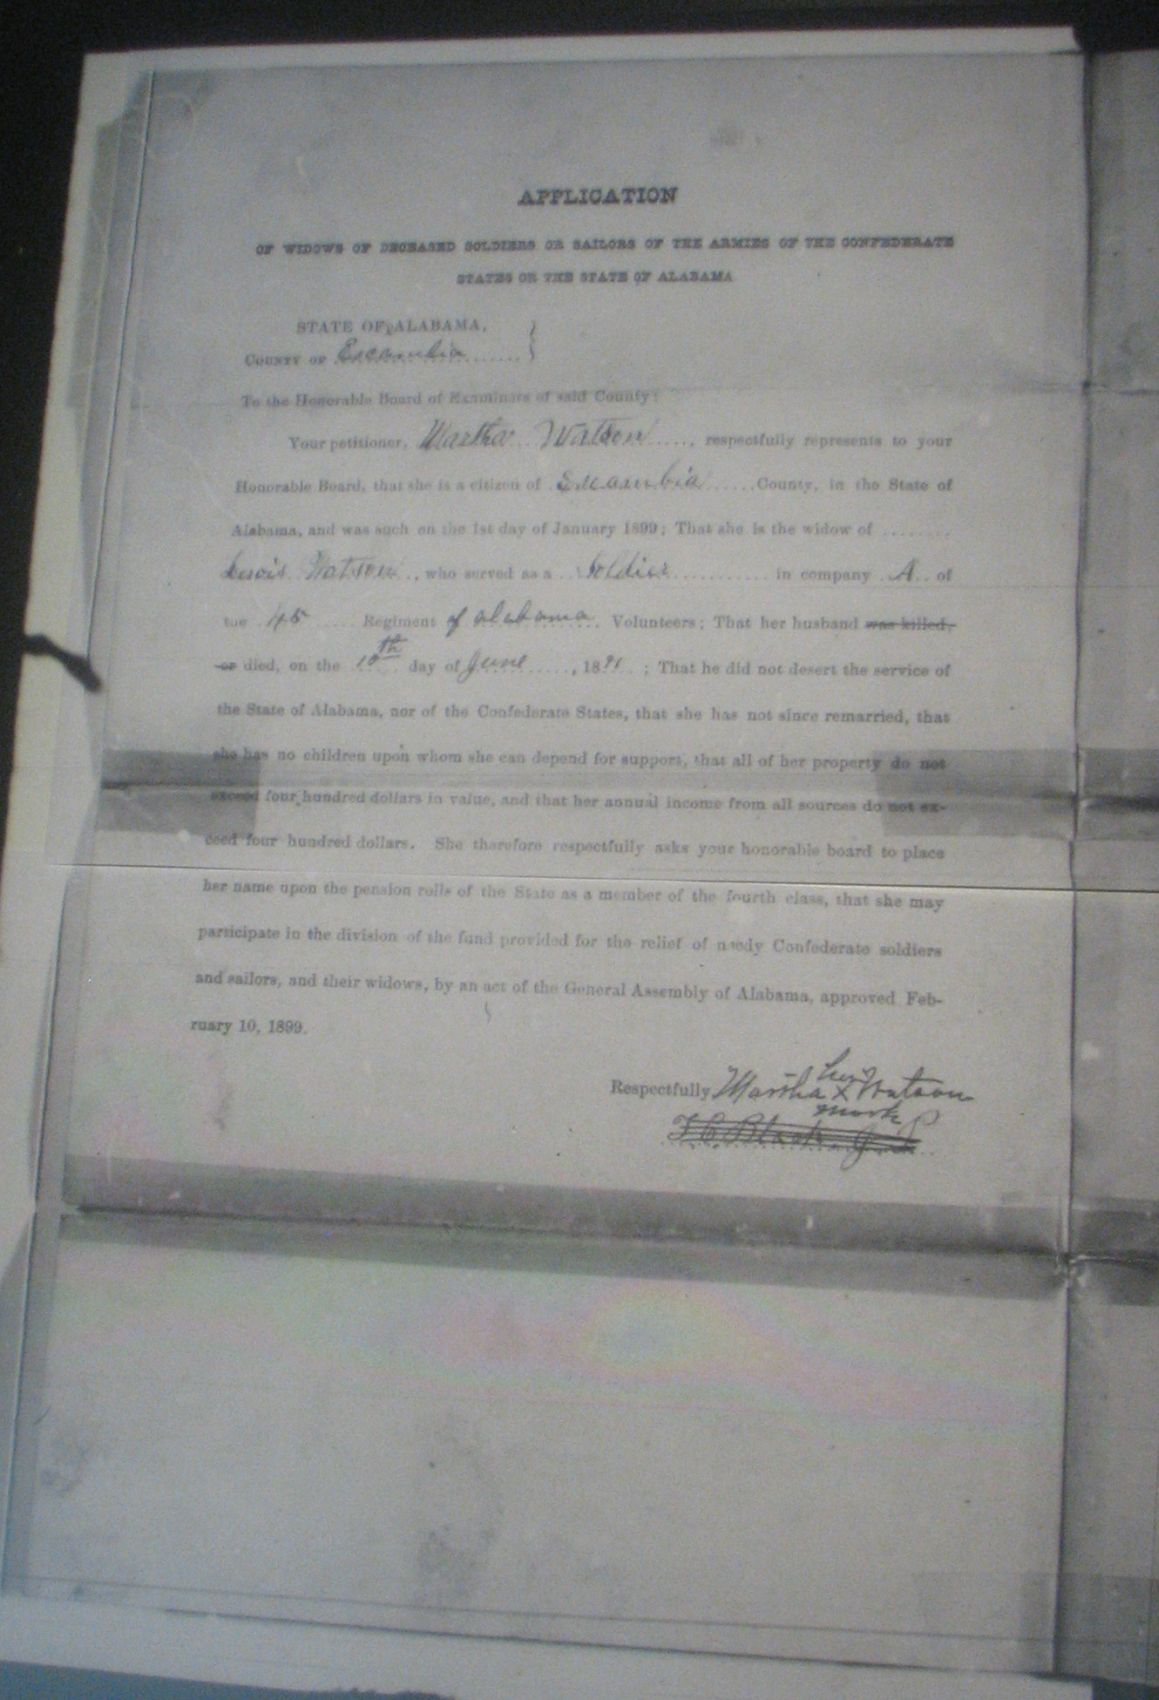 APPLICATION
OF WIDOWS OF DECEASED SOLDIERS OR SAILORS OF THE ARMIES OF THE CONFEDERATE
STATES OR THE STATE OF ALABAMA
STATE OF ALABAMA,
COUNTY OF Escambia
To the Honorable Board of Examiners of said County:
Your petitioner, Martha Watson, respectfully represents to your
Honorable Board, that she is a citizen of Escambia County, in the State of
Alabama, and was such on the 1st day of January 1899; That she is the widow of
Lewis Watson, who served as a Soldier in company A of
the 45 Regiment of Alabama Volunteers; That her husband was killed,
or died, on the 10th day of June, 18; That he did not desert the service of
the State of Alabama, nor of the Confederate States, that she has not since remarried, that
she has no children upon whom she can depend for support, that all of her property do not
exceed four hundred dollars in value, and that her annual income from all sources do not ex-
ceed four hundred dollars. She therefore respectfully asks your honorable board to place
her name upon the pension rolls of the State as a member of the fourth class, that she may
participate in the division of the fund provided for the relief of needy Confederate soldiers
and sailors, and their widows, by an act of the General Assembly of Alabama, approved Feb-
ruary 10, 1899.
Respectfully Martha her x mark Watson
Black J P